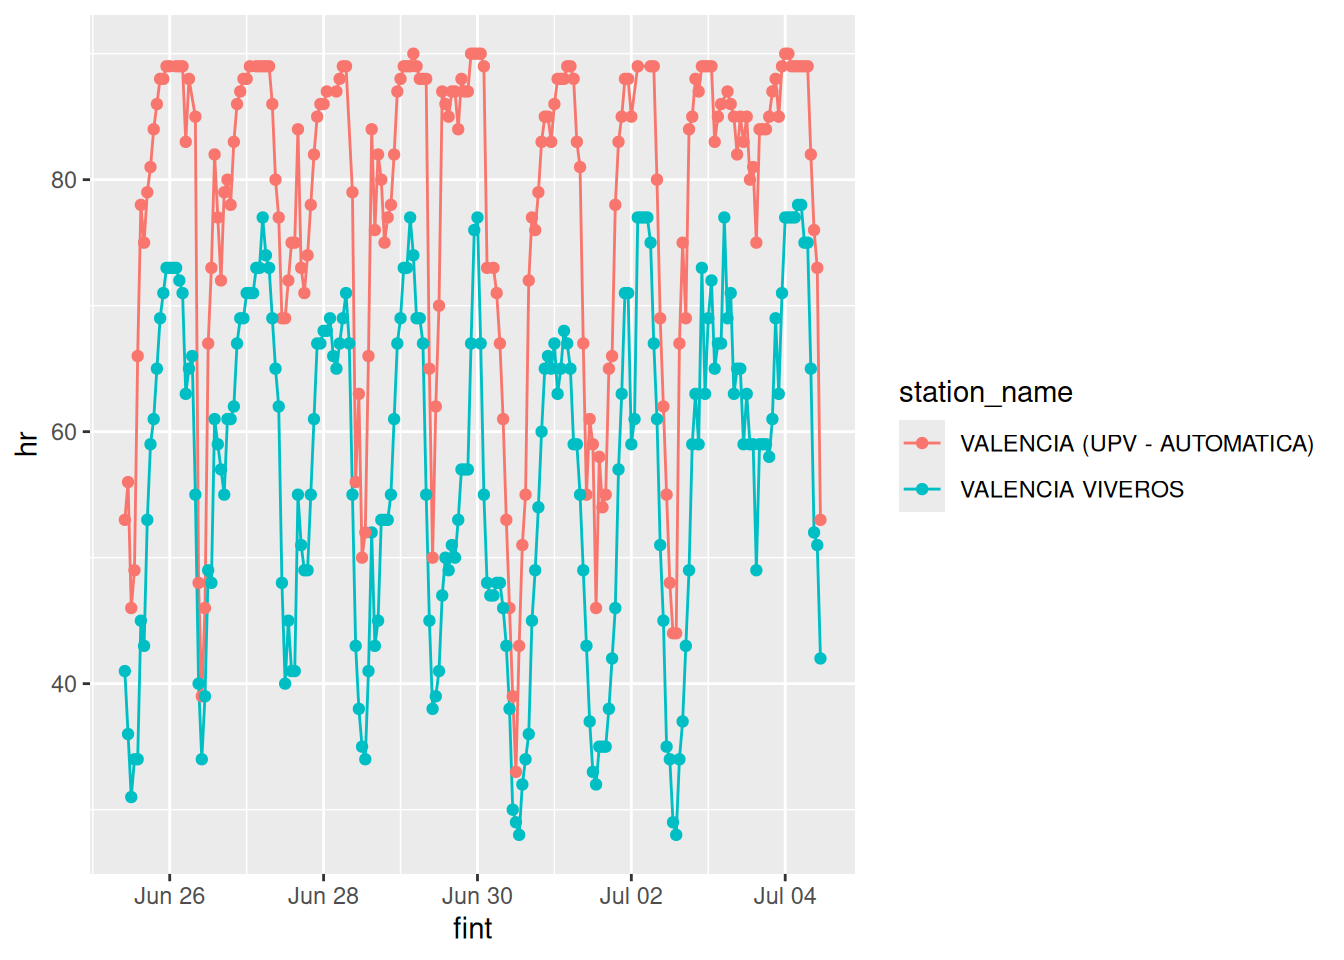 80
60
40
hr
Jun 26
Jun 28
Jun 30
Jul 02
Jul 04
fint
station_name
VALENCIA (UPV - AUTOMATICA)
VALENCIA VIVEROS